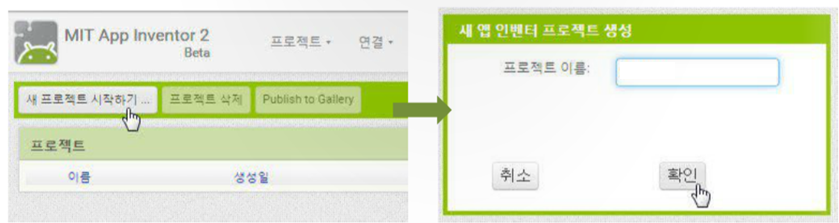 MIT App Inventor 2
Beta
프로젝트 연결
새 프로젝트 시작하기 ... 프로젝트 삭제 Publish to Gallery
프로젝트
이름 생성일
새 앱 인벤터 프로젝트 생성
프로젝트 이름:
취소 확인